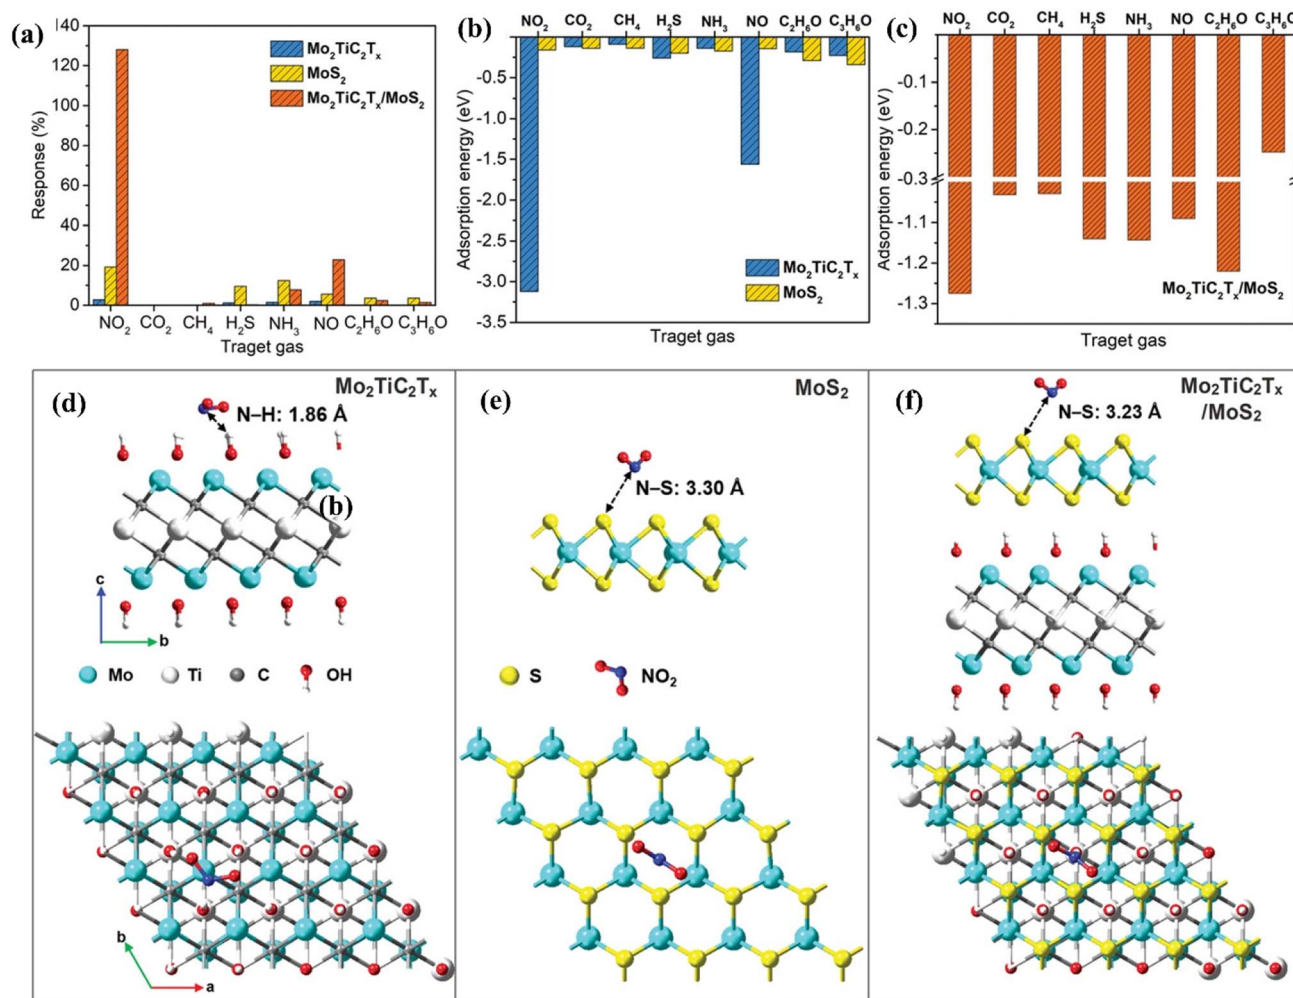 (a)
Response (%)
140
120
100
80
60
40
20
0
Mo₂TiC₂Tₓ
MoS₂
Mo₂TiC₂Tₓ/MoS₂
NO₂ CO₂ CH₄ H₂S NH₃ NO C₂H₆O C₃H₆O
Traget gas
(b)
NO₂ CO₂ CH₄ H₂S NH₃ NO C₂H₆O C₃H₆O
Adsorption energy (eV)
-0.5
-1.0
-1.5
-2.0
-2.5
-3.0
-3.5
Mo₂TiC₂Tₓ
MoS₂
Traget gas
(c)
NO₂ CO₂ CH₄ H₂S NH₃ NO C₂H₆O C₃H₆O
Adsorption energy (eV)
-0.1
-0.2
-0.3
-1.1
-1.2
-1.3
Mo₂TiC₂Tₓ/MoS₂
Traget gas
(d)
Mo₂TiC₂Tₓ
N–H: 1.86 Å
(b)
c
b
Mo Ti C OH
b
a
(e)
MoS₂
N–S: 3.30 Å
S NO₂
(f)
Mo₂TiC₂Tₓ
/MoS₂
N–S: 3.23 Å